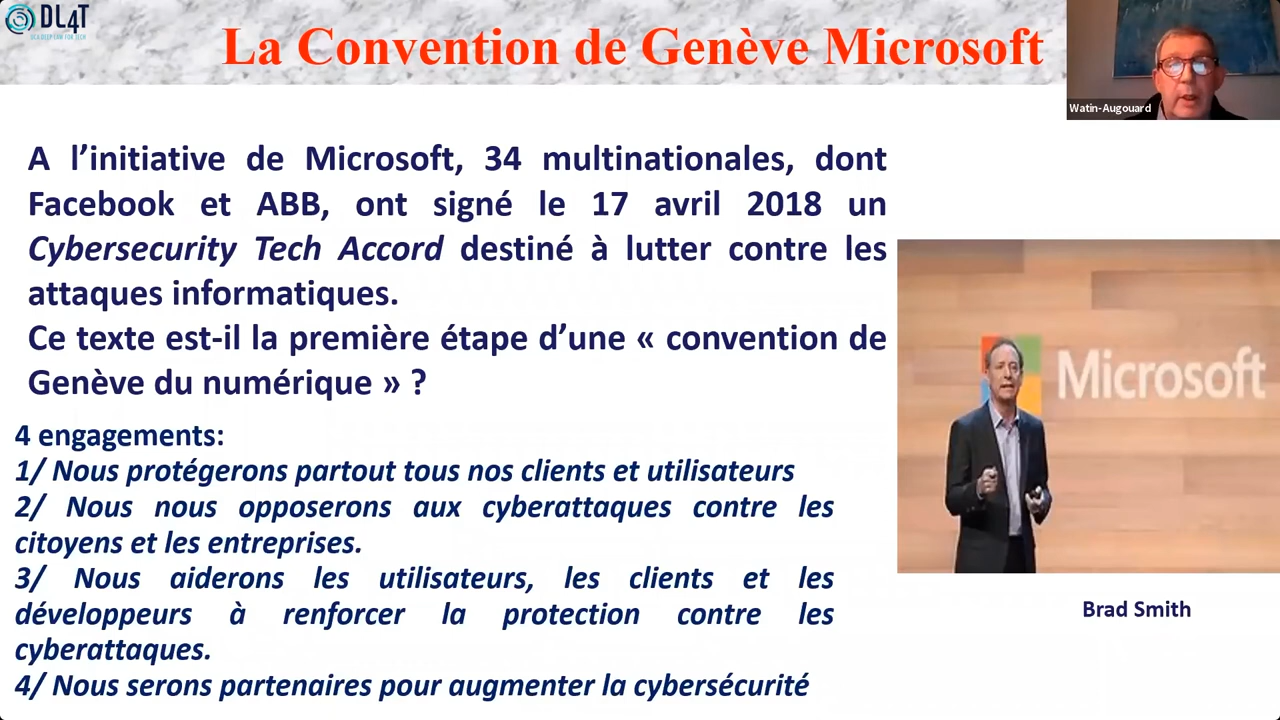 DL4T
UCA DEEP LAW FOR TECH
La Convention de Genève Microsoft
Watin-Augouard
A l’initiative de Microsoft, 34 multinationales, dont
Facebook et ABB, ont signé le 17 avril 2018 un
Cybersecurity Tech Accord destiné à lutter contre les
attaques informatiques.
Ce texte est-il la première étape d’une « convention de
Genève du numérique » ?
Microsoft
4 engagements:
1/ Nous protégerons partout tous nos clients et utilisateurs
2/ Nous nous opposerons aux cyberattaques contre les
citoyens et les entreprises.
3/ Nous aiderons les utilisateurs, les clients et les
développeurs à renforcer la protection contre les
cyberattaques.
4/ Nous serons partenaires pour augmenter la cybersécurité
Brad Smith